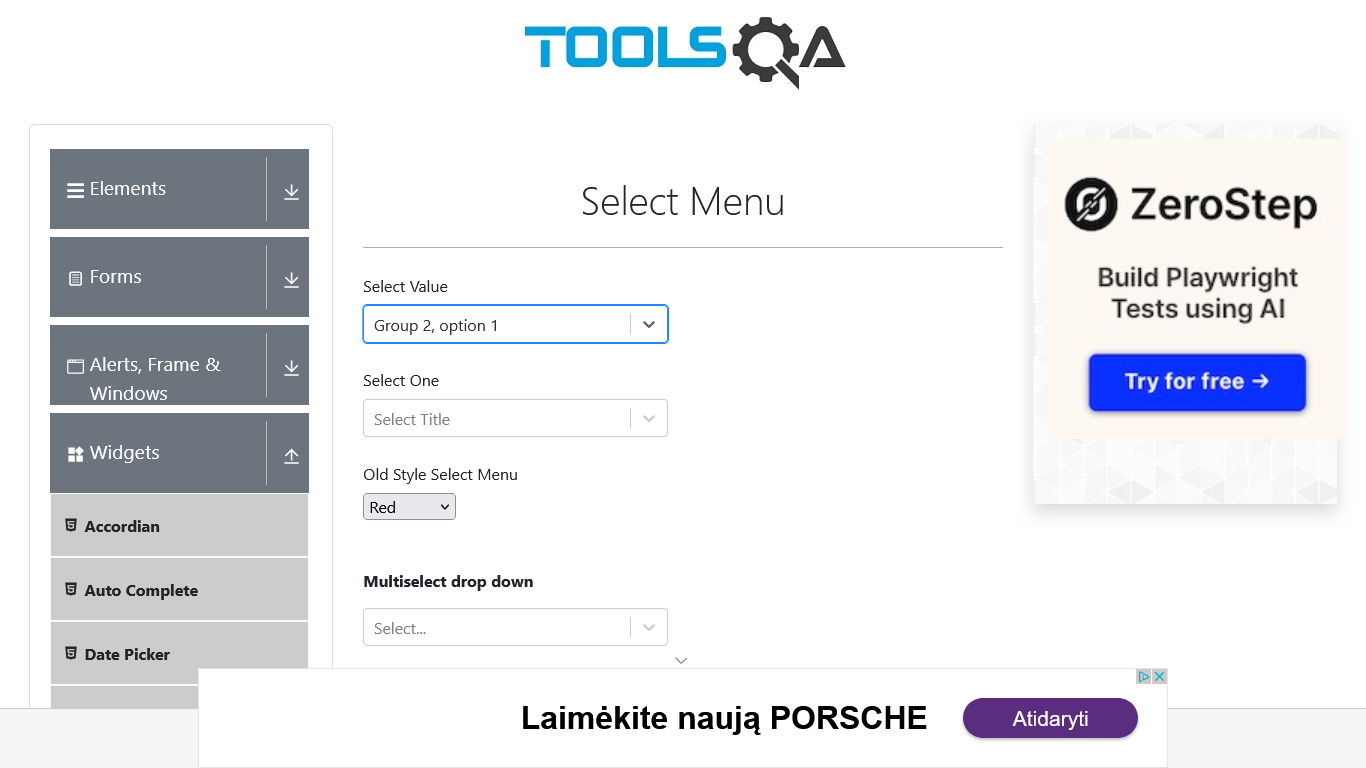 TOOLSQA
Elements
Forms
Alerts, Frame &
Windows
Widgets
Accordian
Auto Complete
Date Picker
Select Menu
Select Value
Group 2, option 1
Select One
Select Title
Old Style Select Menu
Red
Multiselect drop down
Select...
ZeroStep
Build Playwright
Tests using AI
Try for free →
Laimėkite naują PORSCHE
Atidaryti